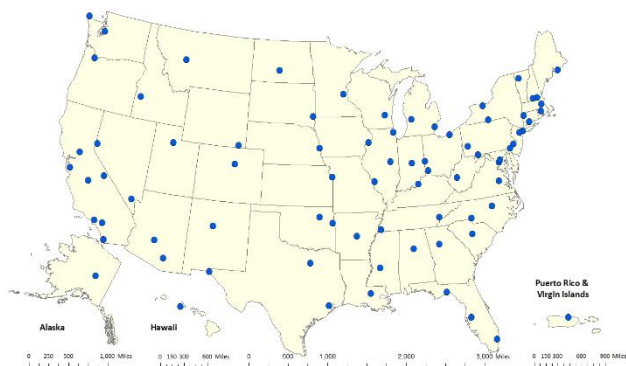 Puerto Rico &
Virgin Islands
Alaska
Hawaii
0 250 500 1,000 Miles
0 150 300 600 Miles
0 500 1,000 2,000 3,000 Miles
0 150 300 600 900 Miles